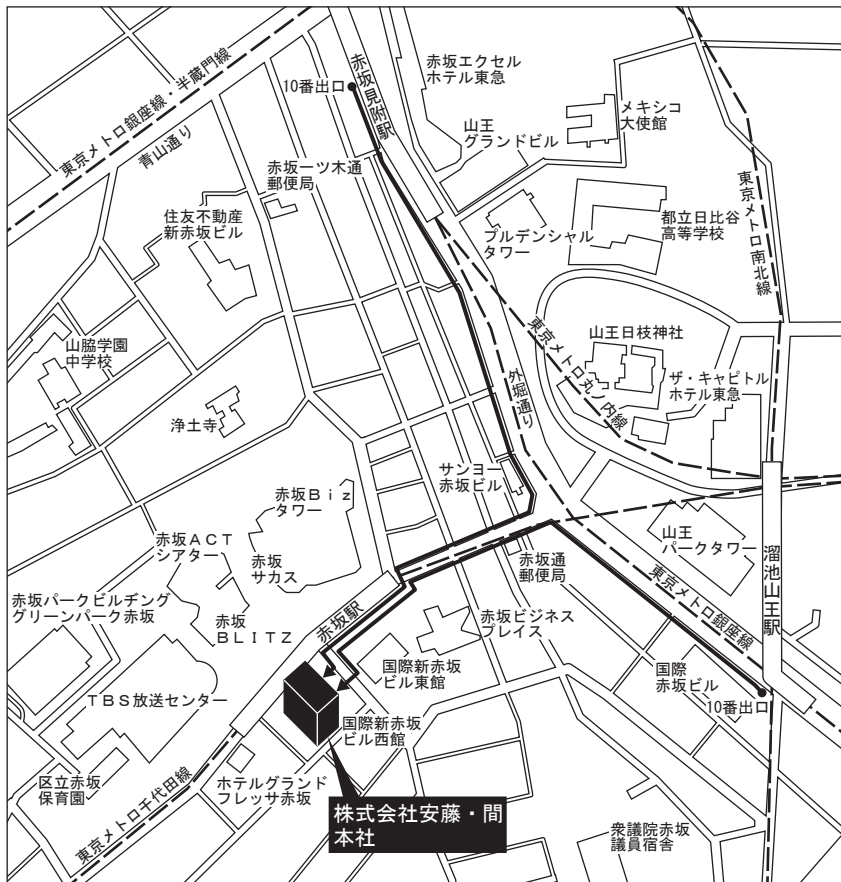 10番出口
赤坂見附駅
赤坂エクセル
ホテル東急
メキシコ
大使館
山王
グランドビル
東京メトロ銀座線・半蔵門線
青山通り
赤坂一ツ木通
郵便局
住友不動産
新赤坂ビル
プルデンシャル
タワー
都立日比谷
高等学校
東京メトロ南北線
山脇学園
中学校
山王日枝神社
東京メトロ丸ノ内線
ザ・キャピトル
ホテル東急
外堀通り
浄土寺
サンヨー
赤坂ビル
赤坂Ｂｉｚ
タワー
赤坂ＡＣＴ
シアター
赤坂
サカス
山王
パークタワー
溜池山王駅
赤坂通
郵便局
東京メトロ銀座線
赤坂パークビルヂング
グリーンパーク赤坂
赤坂
ＢＬＩＴＺ
赤坂駅
赤坂ビジネス
プレイス
国際新赤坂
ビル東館
国際
赤坂ビル
10番出口
ＴＢＳ放送センター
国際新赤坂
ビル西館
区立赤坂
保育園
東京メトロ千代田線
ホテルグランド
フレッサ赤坂
株式会社安藤・間
本社
衆議院赤坂
議員宿舎